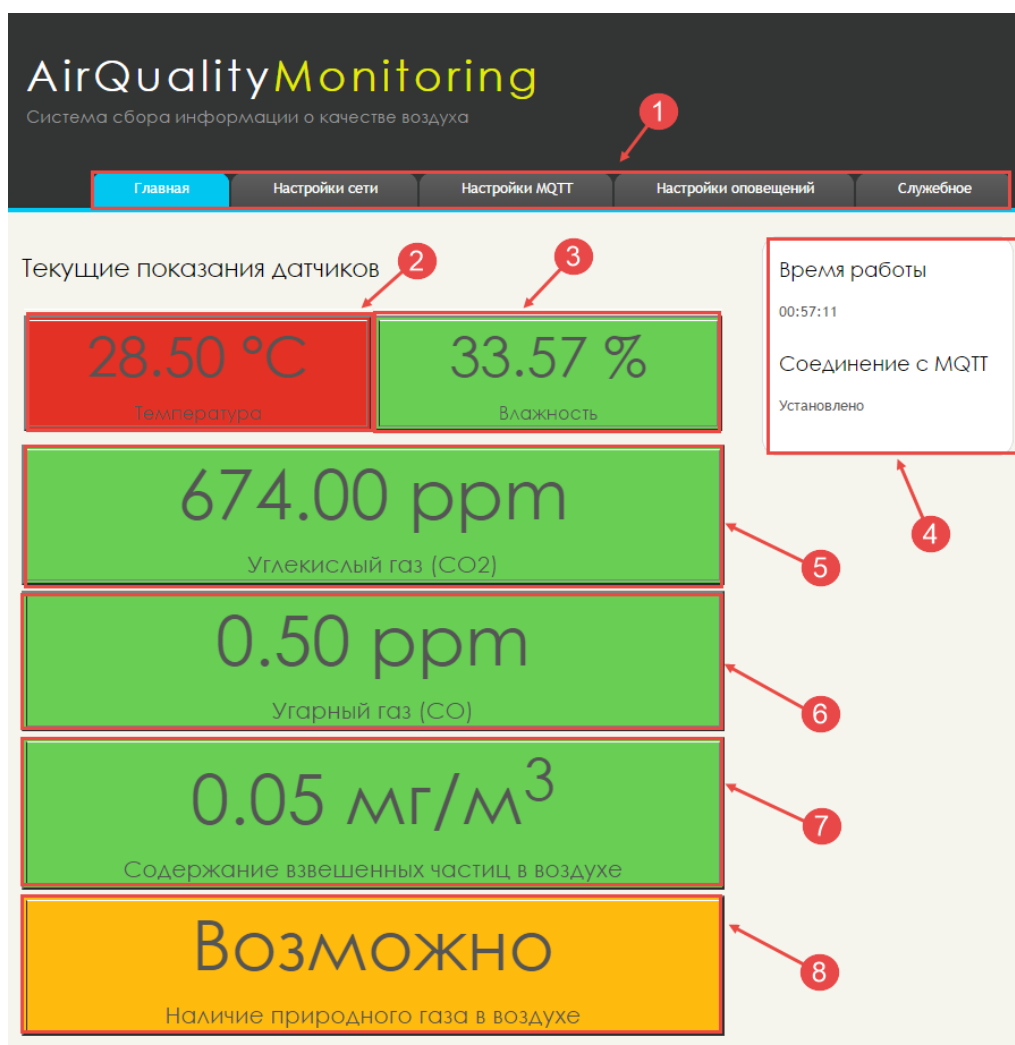 AirQualityMonitoring
Система сбора информации о качестве воздуха
1
Главная Настройки сети Настройки MQTT Настройки оповещений Служебное
Текущие показания датчиков
2
3
28.50 °C
Температура
33.57 %
Влажность
Время работы
00:57:11
Соединение с MQTT
Установлено
4
674.00 ppm
Углекислый газ (CO2)
5
0.50 ppm
Угарный газ (CO)
6
0.05 мг/м³
Содержание взвешенных частиц в воздухе
7
Возможно
Наличие природного газа в воздухе
8